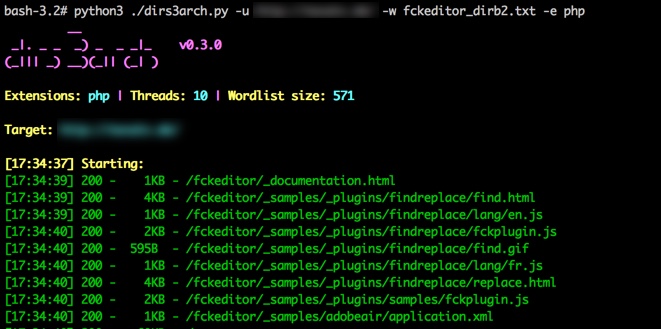 bash-3.2# python3 ./dirs3arch.py -u -w fckeditor_dirb2.txt -e php
v0.3.0
Extensions: php | Threads: 10 | Wordlist size: 571
Target:
[17:34:37] Starting:
[17:34:39] 200 - 1KB - /fckeditor/_documentation.html
[17:34:39] 200 - 4KB - /fckeditor/_samples/_plugins/findreplace/find.html
[17:34:39] 200 - 1KB - /fckeditor/_samples/_plugins/findreplace/lang/en.js
[17:34:40] 200 - 2KB - /fckeditor/_samples/_plugins/findreplace/fckplugin.js
[17:34:40] 200 - 595B - /fckeditor/_samples/_plugins/findreplace/find.gif
[17:34:40] 200 - 1KB - /fckeditor/_samples/_plugins/findreplace/lang/fr.js
[17:34:40] 200 - 4KB - /fckeditor/_samples/_plugins/findreplace/replace.html
[17:34:40] 200 - 2KB - /fckeditor/_samples/_plugins/samples/fckplugin.js
[17:34:40] 200 - 1KB - /fckeditor/_samples/adobeair/application.xml